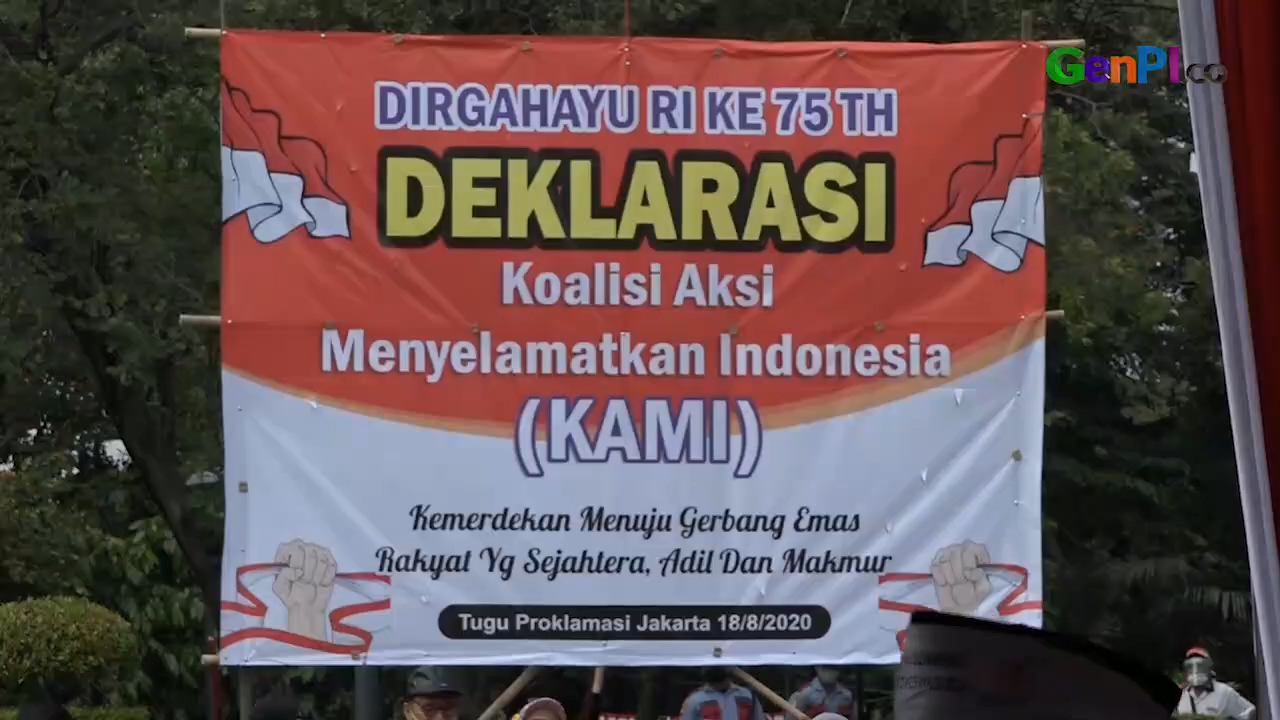 GenPI.co
DIRGAHAYU RI KE 75 TH
DEKLARASI
Koalisi Aksi
Menyelamatkan Indonesia
(KAMI)
Kemerdekan Menuju Gerbang Emas
Rakyat Yg Sejahtera, Adil Dan Makmur
Tugu Proklamasi Jakarta 18/8/2020